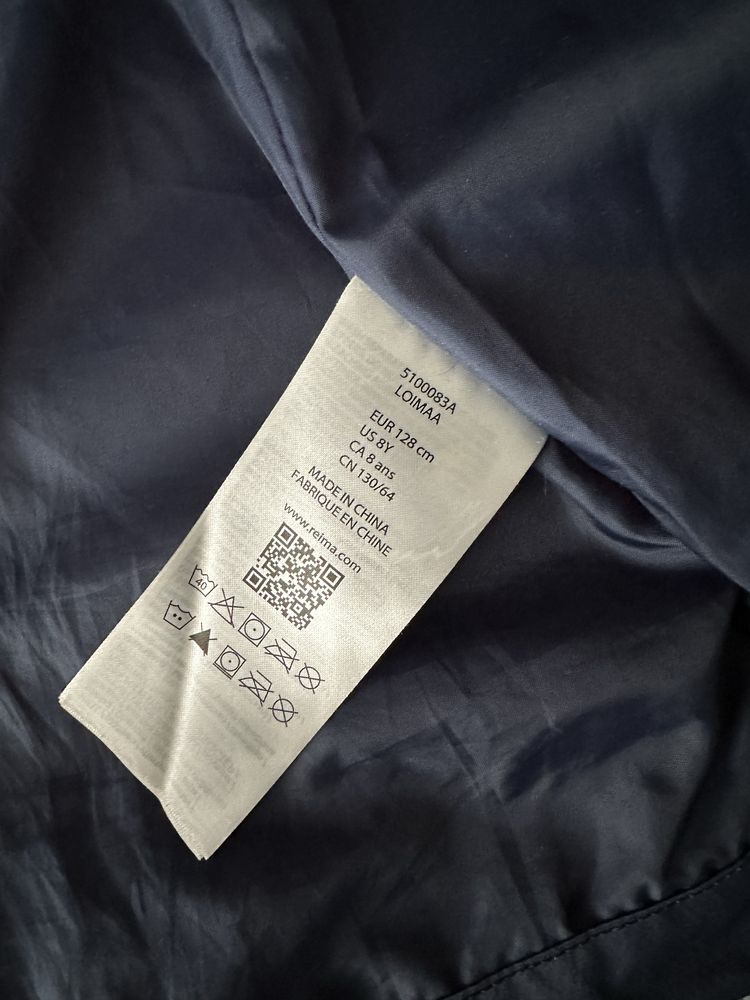 5100083A
LOIMAA
EUR 128 cm
US 8Y
CA 8 ans
CN 130/64
MADE IN CHINA
FABRIQUE EN CHINE
www.reima.com
40